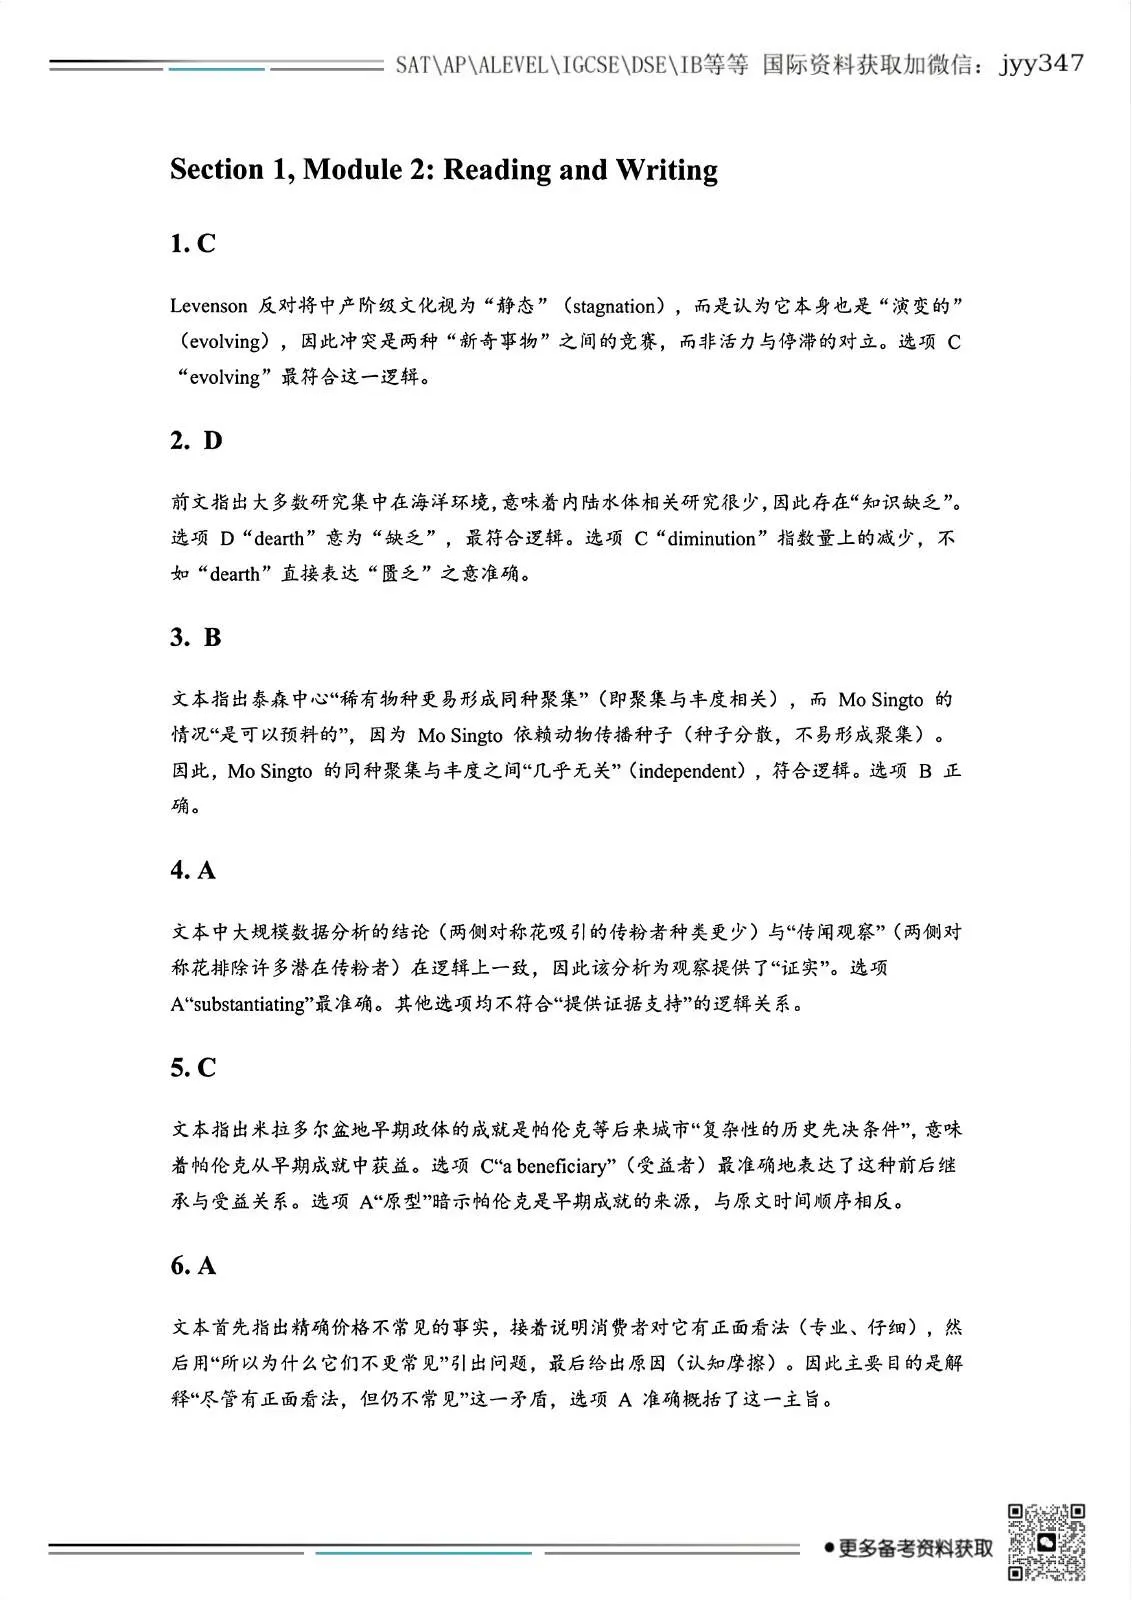 SAT\AP\ALEVEL\IGCSE\DSE\IB等等 国际资料获取加微信：jyy347
Section 1, Module 2: Reading and Writing
1. C
Levenson 反对将中产阶级文化视为“静态”（stagnation），而是认为它本身也是“演变的”
（evolving），因此冲突是两种“新奇事物”之间的竞赛，而非活力与停滞的对立。选项 C
“evolving”最符合这一逻辑。
2. D
前文指出大多数研究集中在海洋环境，意味着内陆水体相关研究很少，因此存在“知识缺乏”。
选项 D“dearth”意为“缺乏”，最符合逻辑。选项 C“diminution”指数量上的减少，不
如“dearth”直接表达“匮乏”之意准确。
3. B
文本指出泰森中心“稀有物种更易形成同种聚集”（即聚集与丰度相关），而 Mo Singto 的
情况“是可以预料的”，因为 Mo Singto 依赖动物传播种子（种子分散，不易形成聚集）。
因此，Mo Singto 的同种聚集与丰度之间“几乎无关”（independent），符合逻辑。选项 B 正
确。
4. A
文本中大规模数据分析的结论（两侧对称花吸引的传粉者种类更少）与“传闻观察”（两侧对
称花排除许多潜在传粉者）在逻辑上一致，因此该分析为观察提供了“证实”。选项
A“substantiating”最准确。其他选项均不符合“提供证据支持”的逻辑关系。
5. C
文本指出米拉多尔盆地早期政体的成就是帕伦克等后来城市“复杂性的历史先决条件”，意味
着帕伦克从早期成就中获益。选项 C“a beneficiary”（受益者）最准确地表达了这种前后继
承与受益关系。选项 A“原型”暗示帕伦克是早期成就的来源，与原文时间顺序相反。
6. A
文本首先指出精确价格不常见的事实，接着说明消费者对它有正面看法（专业、仔细），然
后用“所以为什么它们不更常见”引出问题，最后给出原因（认知摩擦）。因此主要目的是解
释“尽管有正面看法，但仍不常见”这一矛盾，选项 A 准确概括了这一主旨。
●更多备考资料获取